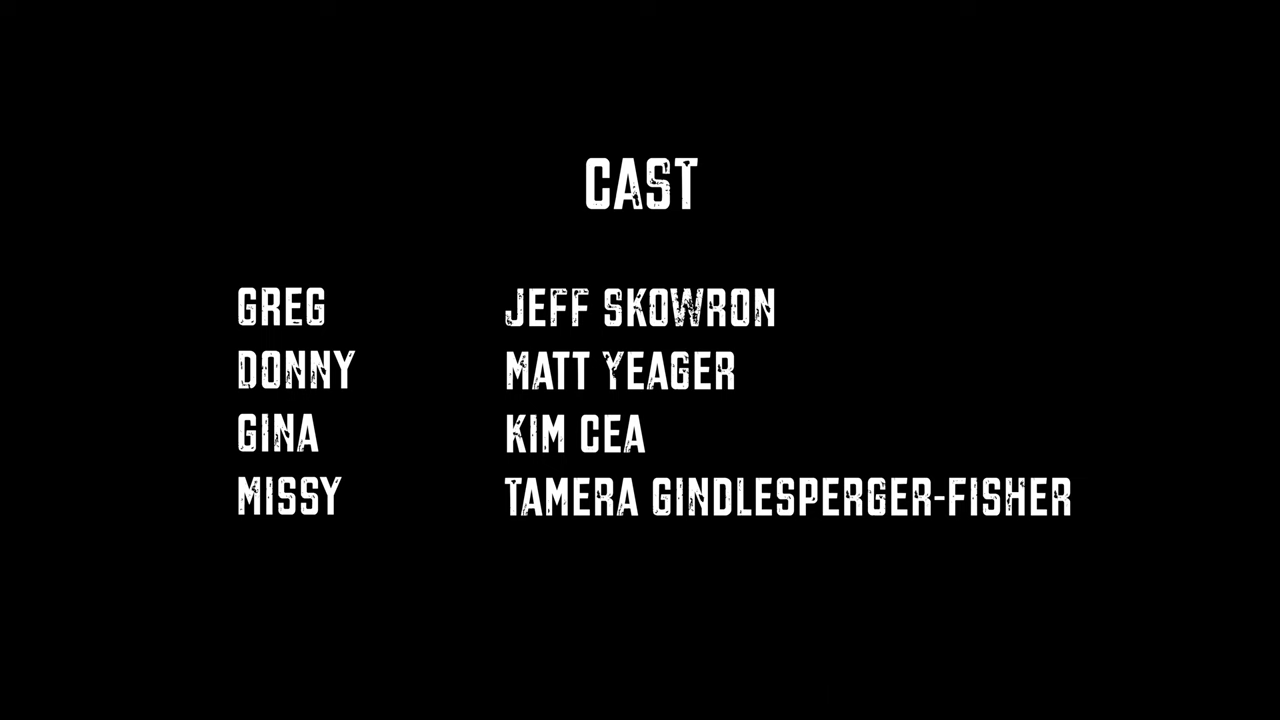 CAST
GREG JEFF SKOWRON
DONNY MATT YEAGER
GINA KIM CEA
MISSY TAMERA GINDLESPERGER-FISHER